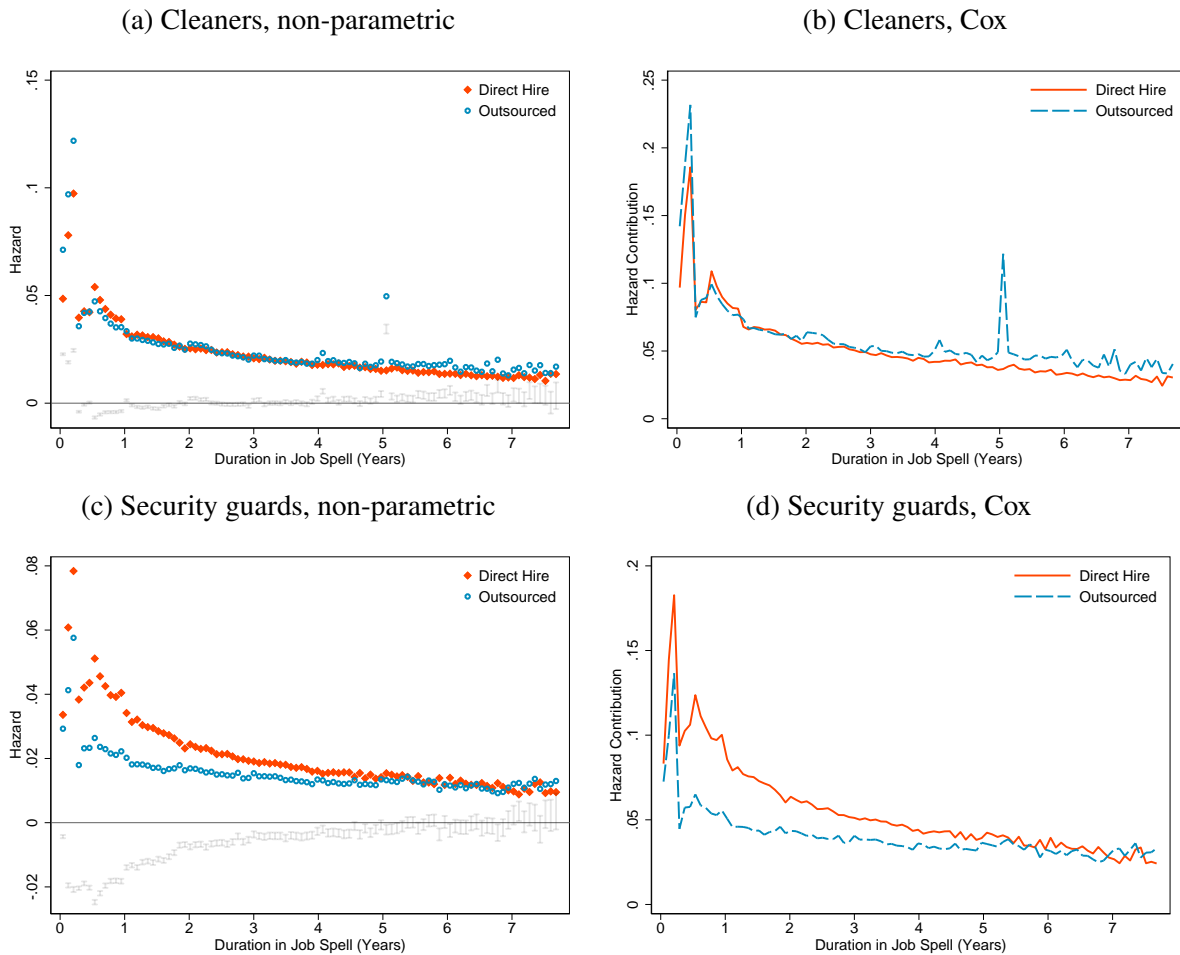 (a) Cleaners, non-parametric
(b) Cleaners, Cox
.15
.1
.05
0
Hazard
Direct Hire
Outsourced
0 1 2 3 4 5 6 7
Duration in Job Spell (Years)
.25
.2
.15
.1
.05
0
Hazard Contribution
Direct Hire
Outsourced
0 1 2 3 4 5 6 7
Duration in Job Spell (Years)
(c) Security guards, non-parametric
(d) Security guards, Cox
.08
.06
.04
.02
0
-.02
Hazard
Direct Hire
Outsourced
0 1 2 3 4 5 6 7
Duration in Job Spell (Years)
.2
.15
.1
.05
0
Hazard Contribution
Direct Hire
Outsourced
0 1 2 3 4 5 6 7
Duration in Job Spell (Years)